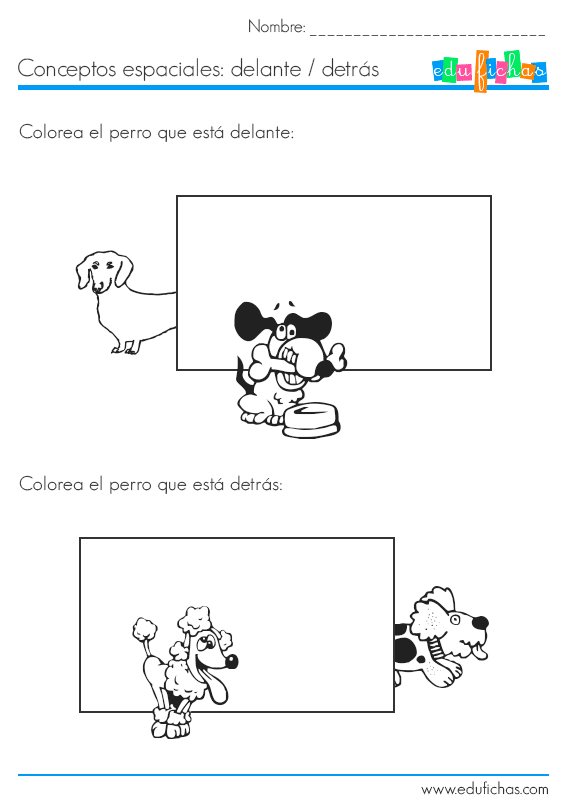 Nombre: ___________________________
Conceptos espaciales: delante / detrás
edufichas
Colorea el perro que está delante:
Colorea el perro que está detrás:
www.edufichas.com